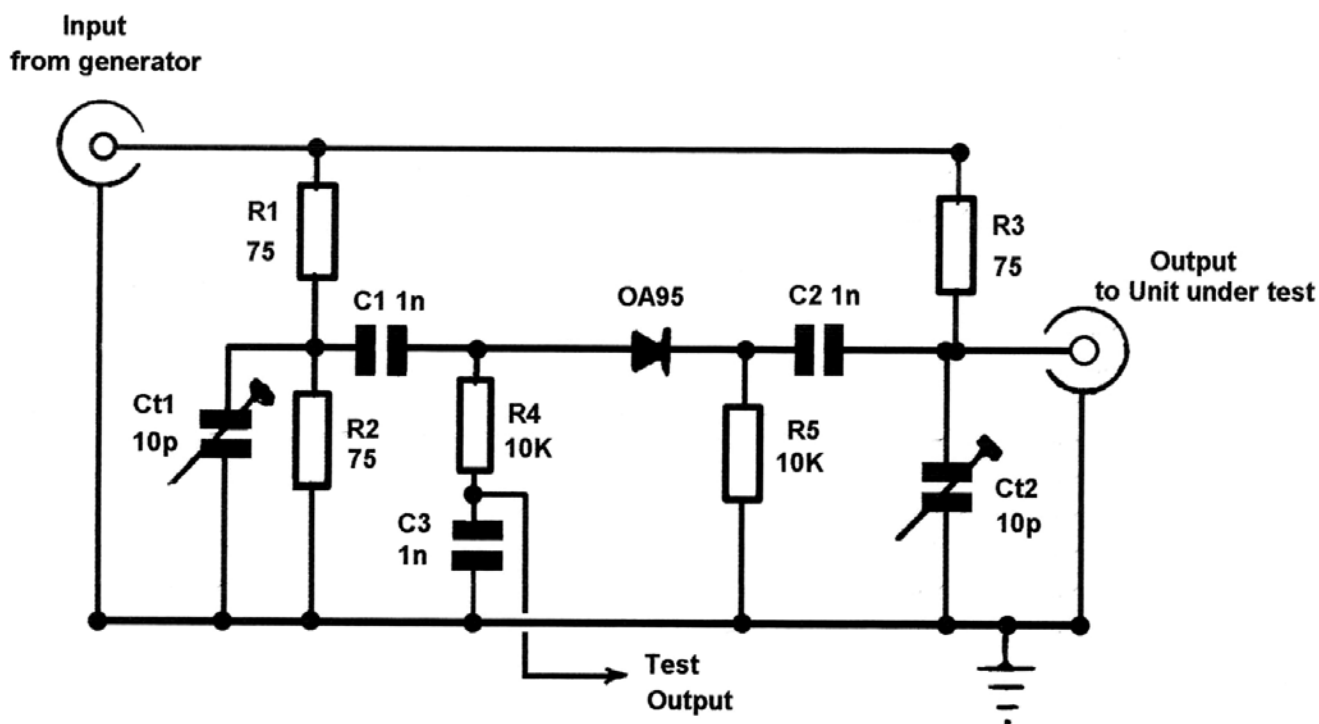 Input
from generator
R1
75
R3
75
Output
to Unit under test
C1 1n
OA95
C2 1n
Ct1
10p
R2
75
R4
10K
R5
10K
Ct2
10p
C3
1n
Test
Output